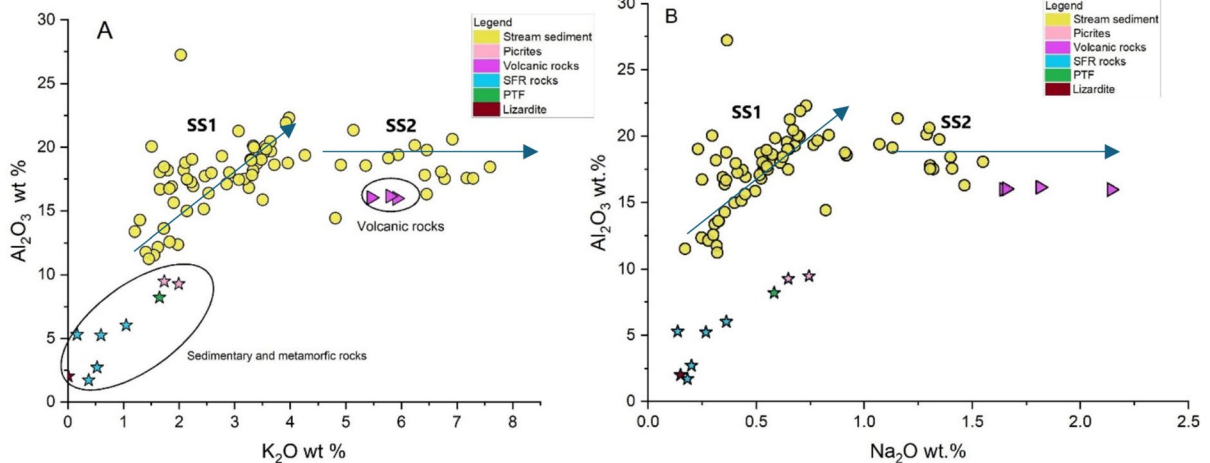 A
30
25
20
15
10
5
0
Al₂O₃ wt %
0 1 2 3 4 5 6 7 8
K₂O wt %
SS1
SS2
Volcanic rocks
Sedimentary and metamorfic rocks
Legend
Stream sediment
Picrites
Volcanic rocks
SFR rocks
PTF
Lizardite
B
30
25
20
15
10
5
0
Al₂O₃ wt.%
0.0 0.5 1.0 1.5 2.0 2.5
Na₂O wt.%
SS1
SS2
Legend
Stream sediment
Picrites
Volcanic rocks
SFR rocks
PTF
Lizardite